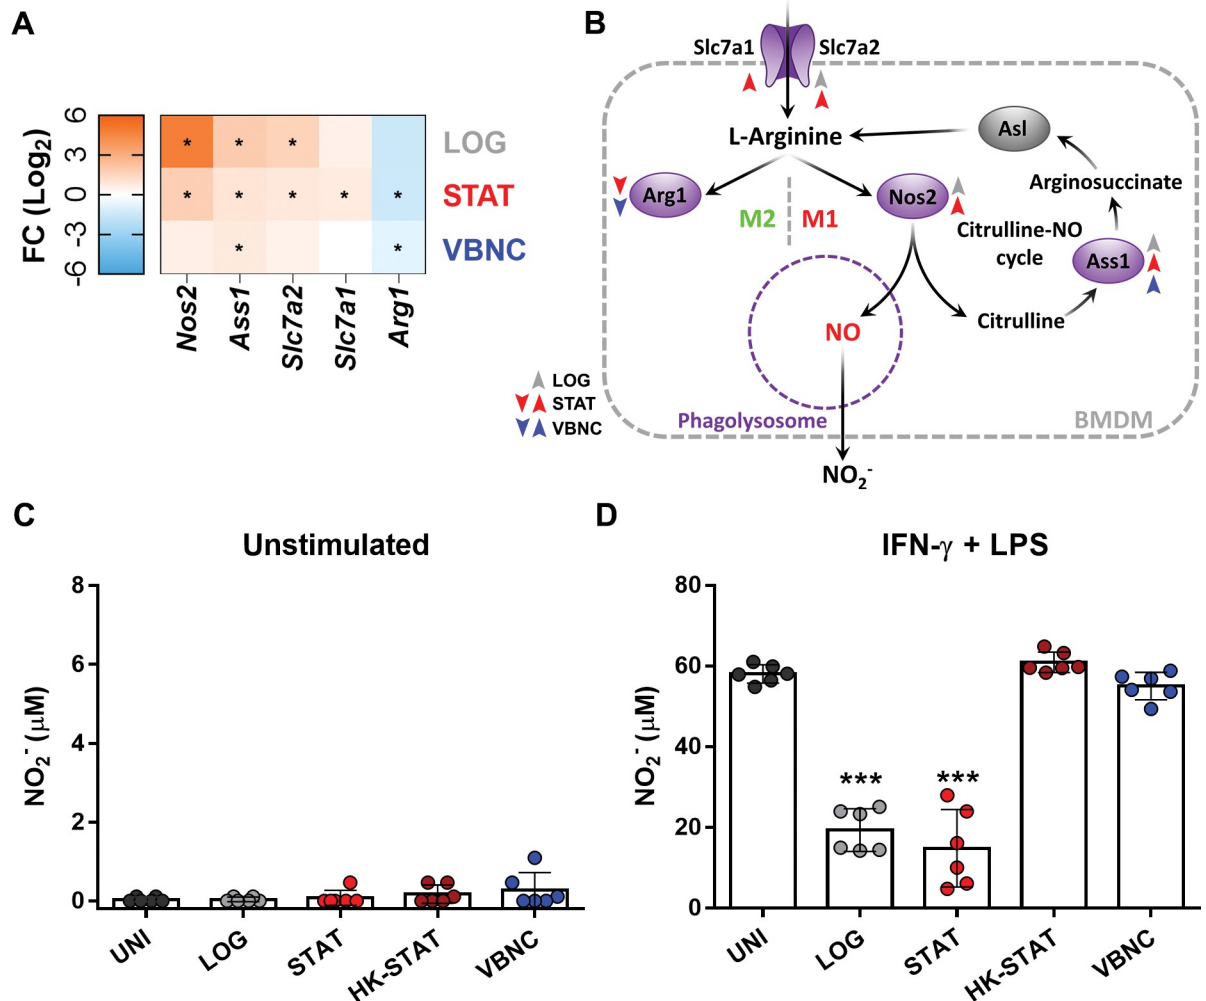 A
FC (Log2)
6
3
0
-3
-6
* * *
* * * * *
* *
LOG
STAT
VBNC
Nos2
Ass1
Slc7a2
Slc7a1
Arg1
B
Slc7a1
Slc7a2
L-Arginine
Asl
Arg1
Nos2
Arginosuccinate
M2
M1
Citrulline-NO
cycle
Ass1
NO
Citrulline
LOG
STAT
VBNC
Phagolysosome
BMDM
NO2-
C
Unstimulated
NO2- (μM)
8
6
4
2
0
UNI
LOG
STAT
HK-STAT
VBNC
D
IFN-γ + LPS
NO2- (μM)
80
60
40
20
0
***
***
UNI
LOG
STAT
HK-STAT
VBNC